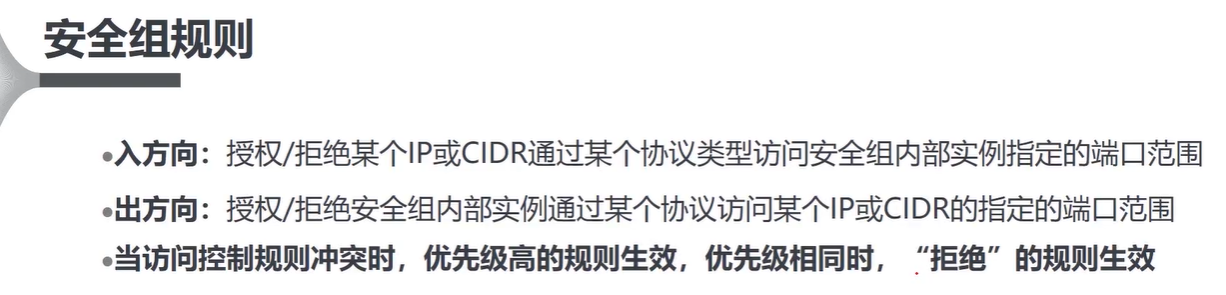 安全组规则
●入方向：授权/拒绝某个IP或CIDR通过某个协议类型访问安全组内部实例指定的端口范围
●出方向：授权/拒绝安全组内部实例通过某个协议访问某个IP或CIDR的指定的端口范围
●当访问控制规则冲突时，优先级高的规则生效，优先级相同时，“拒绝”的规则生效